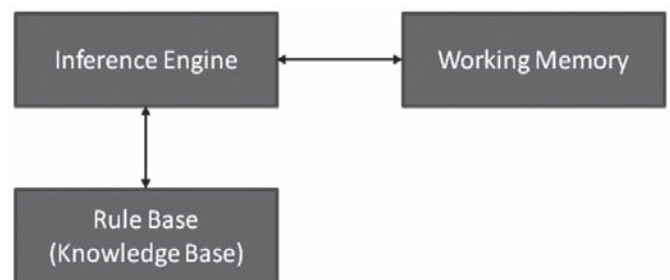 Inference Engine
Working Memory
Rule Base
(Knowledge Base)